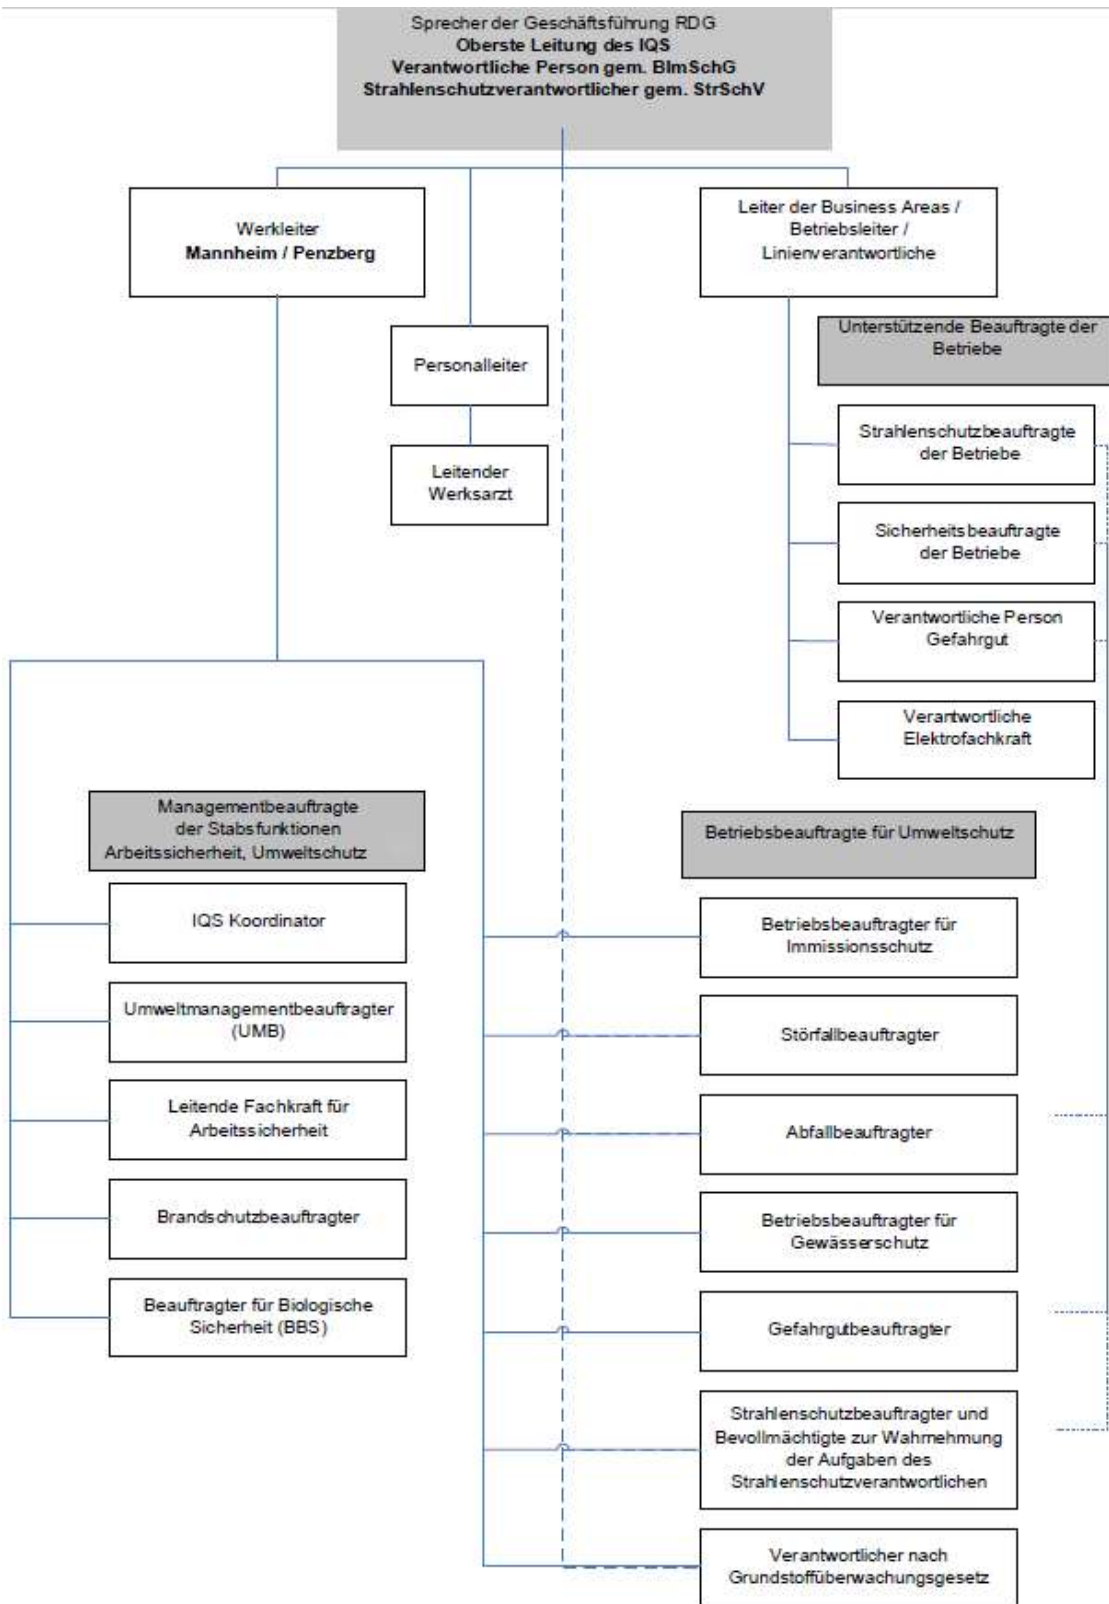 Sprecher der Geschäftsführung RDG
Oberste Leitung des IQS
Verantwortliche Person gem. BImSchG
Strahlenschutzverantwortlicher gem. StrSchV
Werkleiter
Mannheim / Penzberg
Leiter der Business Areas /
Betriebsleiter /
Linienverantwortliche
Personalleiter
Leitender
Werksarzt
Unterstützende Beauftragte der
Betriebe
Strahlenschutzbeauftragte
der Betriebe
Sicherheitsbeauftragte
der Betriebe
Verantwortliche Person
Gefahrgut
Verantwortliche
Elektrofachkraft
Managementbeauftragte
der Stabsfunktionen
Arbeitssicherheit, Umweltschutz
IQS Koordinator
Umweltmanagementbeauftragter
(UMB)
Leitende Fachkraft für
Arbeitssicherheit
Brandschutzbeauftragter
Beauftragter für Biologische
Sicherheit (BBS)
Betriebsbeauftragte für Umweltschutz
Betriebsbeauftragter für
Immissionsschutz
Störfallbeauftragter
Abfallbeauftragter
Betriebsbeauftragter für
Gewässerschutz
Gefahrgutbeauftragter
Strahlenschutzbeauftragter und
Bevollmächtigte zur Wahrnehmung
der Aufgaben des
Strahlenschutzverantwortlichen
Verantwortlicher nach
Grundstoffüberwachungsgesetz